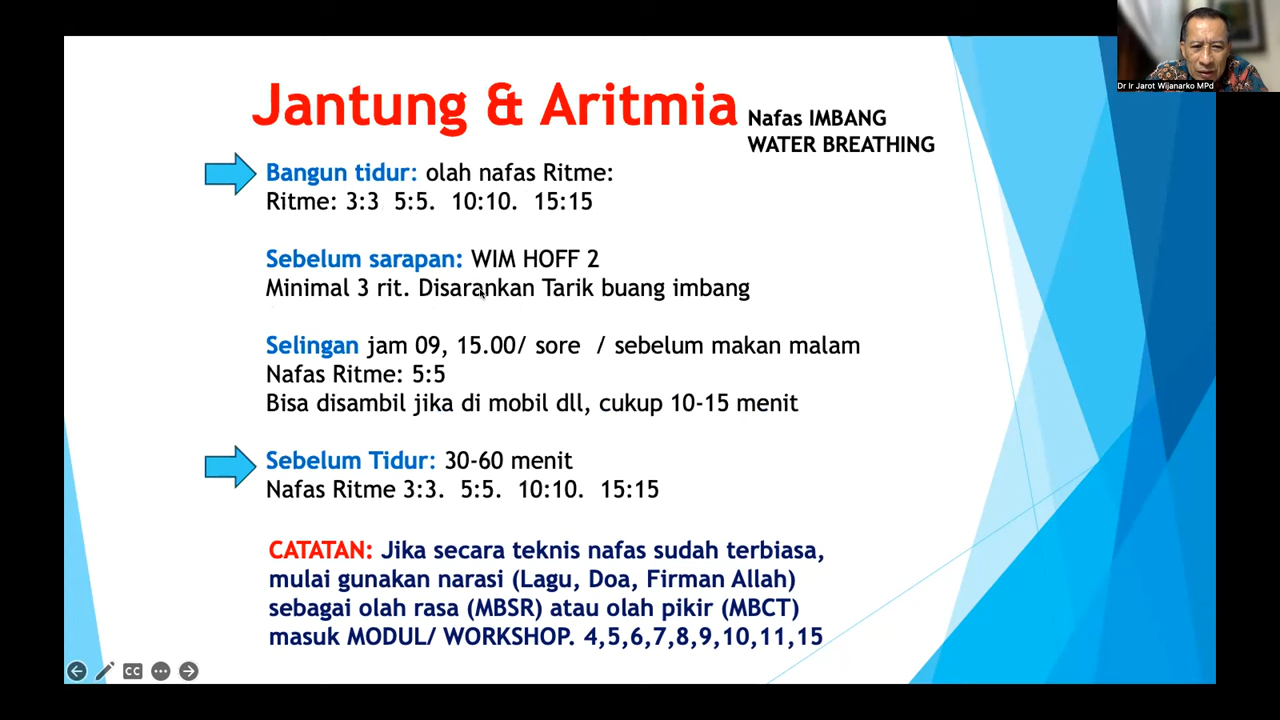 Dr Ir Jarot Wijanarko MPd
Jantung & Aritmia
Nafas IMBANG
WATER BREATHING
Bangun tidur: olah nafas Ritme:
Ritme: 3:3 5:5. 10:10. 15:15
Sebelum sarapan: WIM HOFF 2
Minimal 3 rit. Disarankan Tarik buang imbang
Selingan jam 09, 15.00/ sore / sebelum makan malam
Nafas Ritme: 5:5
Bisa disambil jika di mobil dll, cukup 10-15 menit
Sebelum Tidur: 30-60 menit
Nafas Ritme 3:3. 5:5. 10:10. 15:15
CATATAN: Jika secara teknis nafas sudah terbiasa,
mulai gunakan narasi (Lagu, Doa, Firman Allah)
sebagai olah rasa (MBSR) atau olah pikir (MBCT)
masuk MODUL/ WORKSHOP. 4,5,6,7,8,9,10,11,15
CC